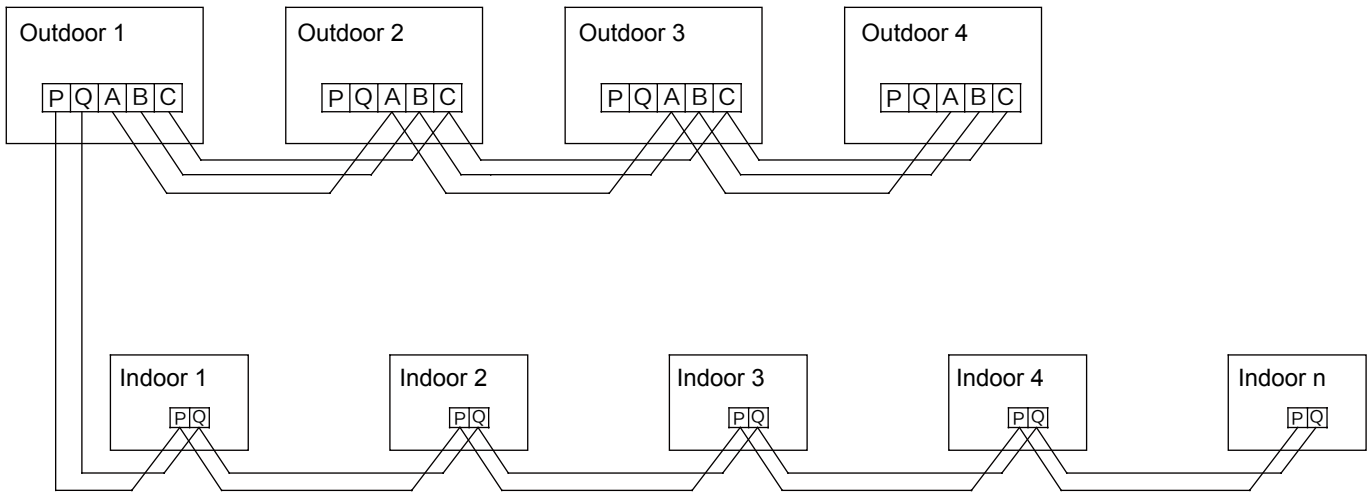 Outdoor 1
Outdoor 2
Outdoor 3
Outdoor 4
P Q A B C
P Q A B C
P Q A B C
P Q A B C
Indoor 1
Indoor 2
Indoor 3
Indoor 4
Indoor n
P Q
P Q
P Q
P Q
P Q